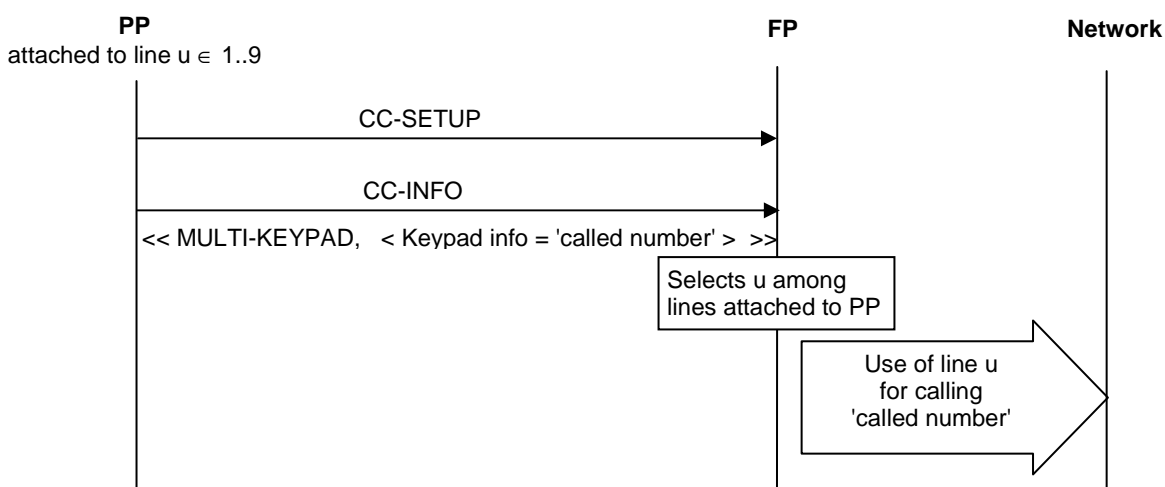 PP
FP
Network
attached to line u ∈ 1..9
CC-SETUP
CC-INFO
<< MULTI-KEYPAD, < Keypad info = 'called number' > >>
Selects u among
lines attached to PP
Use of line u
for calling
'called number'